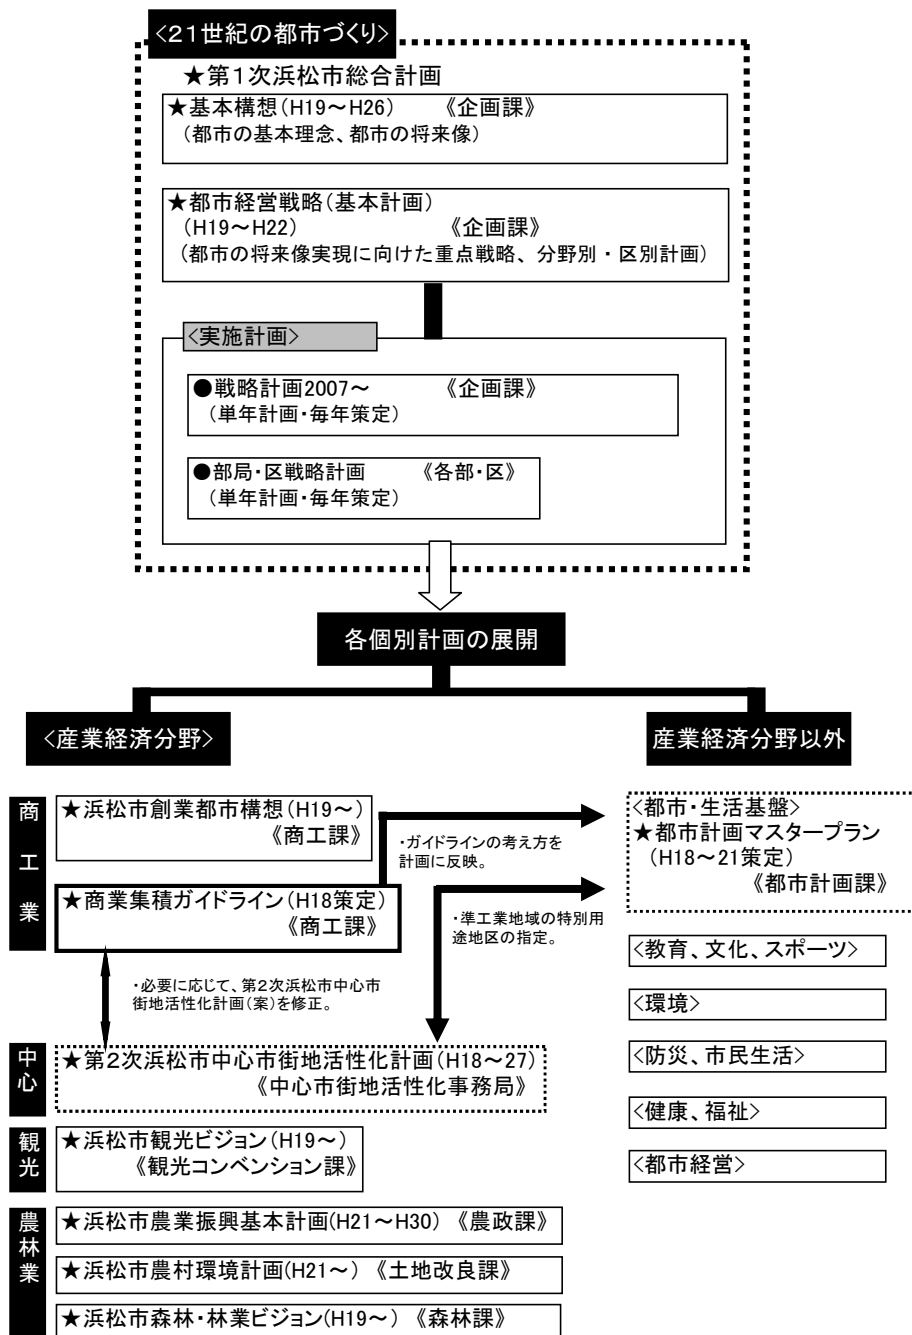 <21世紀の都市づくり>
★第1次浜松市総合計画
★基本構想(H19～H26) 《企画課》
(都市の基本理念、都市の将来像)
★都市経営戦略(基本計画)
(H19～H22) 《企画課》
(都市の将来像実現に向けた重点戦略、分野別・区別計画)
<実施計画>
●戦略計画2007～ 《企画課》
(単年計画・毎年策定)
●部局・区戦略計画 《各部・区》
(単年計画・毎年策定)
各個別計画の展開
<産業経済分野>
産業経済分野以外
商工業
★浜松市創業都市構想(H19～)
《商工課》
★商業集積ガイドライン(H18策定)
《商工課》
・ガイドラインの考え方を
計画に反映。
・準工業地域の特別用
途地区の指定。
・必要に応じて、第2次浜松市中心市
街地活性化計画(案)を修正。
中心
★第2次浜松市中心市街地活性化計画(H18～27)
《中心市街地活性化事務局》
観光
★浜松市観光ビジョン(H19～)
《観光コンベンション課》
農林業
★浜松市農業振興基本計画(H21～H30) 《農政課》
★浜松市農村環境計画(H21～) 《土地改良課》
★浜松市森林・林業ビジョン(H19～) 《森林課》
<都市・生活基盤>
★都市計画マスタープラン
(H18～21策定)
《都市計画課》
<教育、文化、スポーツ>
<環境>
<防災、市民生活>
<健康、福祉>
<都市経営>